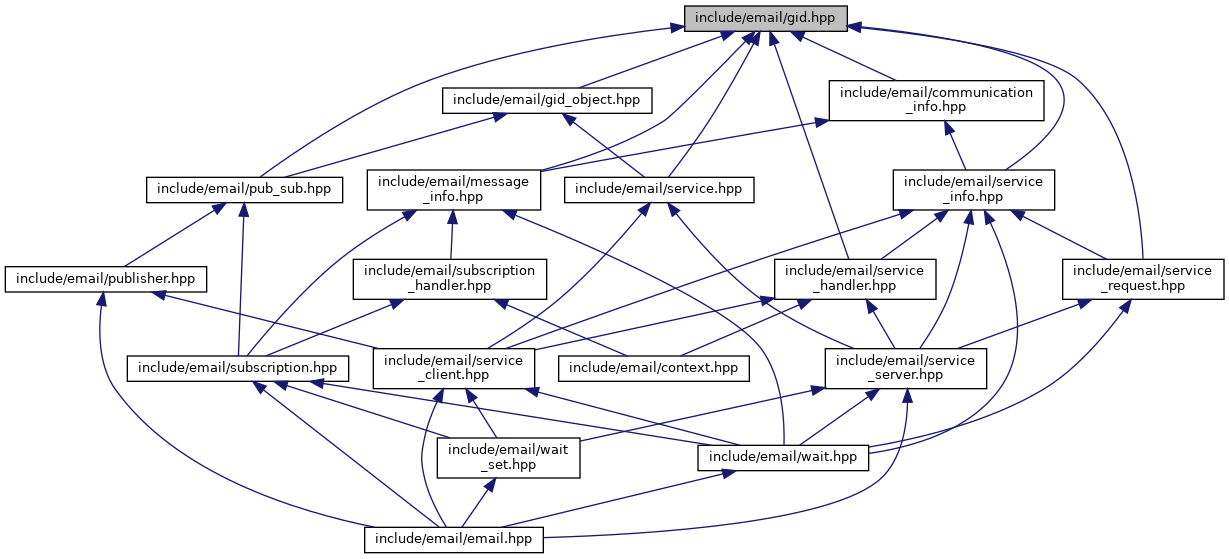 include/email/gid.hpp
include/email/gid_object.hpp
include/email/communication
_info.hpp
include/email/pub_sub.hpp
include/email/message
_info.hpp
include/email/service.hpp
include/email/service
_info.hpp
include/email/publisher.hpp
include/email/subscription
_handler.hpp
include/email/service
_handler.hpp
include/email/service
_request.hpp
include/email/subscription.hpp
include/email/service
_client.hpp
include/email/context.hpp
include/email/service
_server.hpp
include/email/wait
_set.hpp
include/email/wait.hpp
include/email/email.hpp